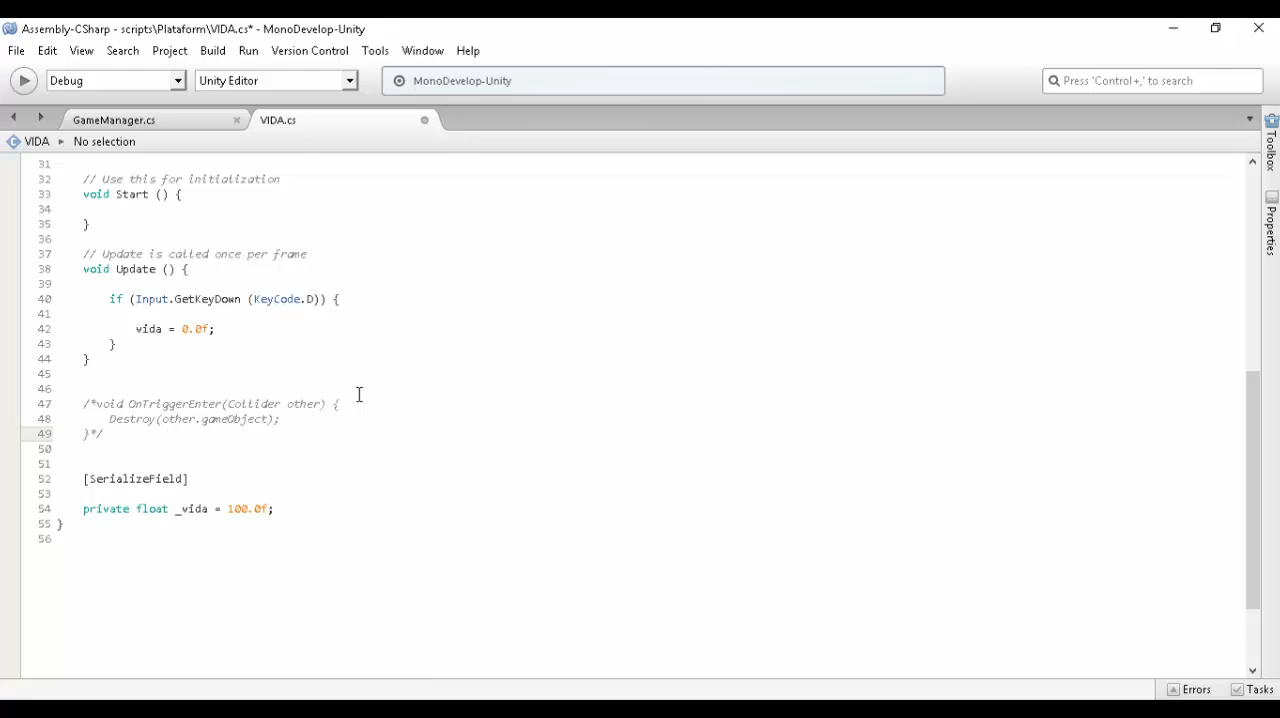 Assembly-CSharp - scripts\Plataform\VIDA.cs* - MonoDevelop-Unity
File Edit View Search Project Build Run Version Control Tools Window Help
Debug Unity Editor MonoDevelop-Unity Press 'Control+,' to search
GameManager.cs VIDA.cs
VIDA No selection
31
32 // Use this for initialization
33 void Start () {
34
35 }
36
37 // Update is called once per frame
38 void Update () {
39
40 if (Input.GetKeyDown (KeyCode.D)) {
41
42 vida = 0.0f;
43 }
44 }
45
46
47 /*void OnTriggerEnter(Collider other) {
48 Destroy(other.gameObject);
49 }*/
50
51
52 [SerializeField]
53
54 private float _vida = 100.0f;
55 }
56
Toolbox
Properties
Errors Tasks